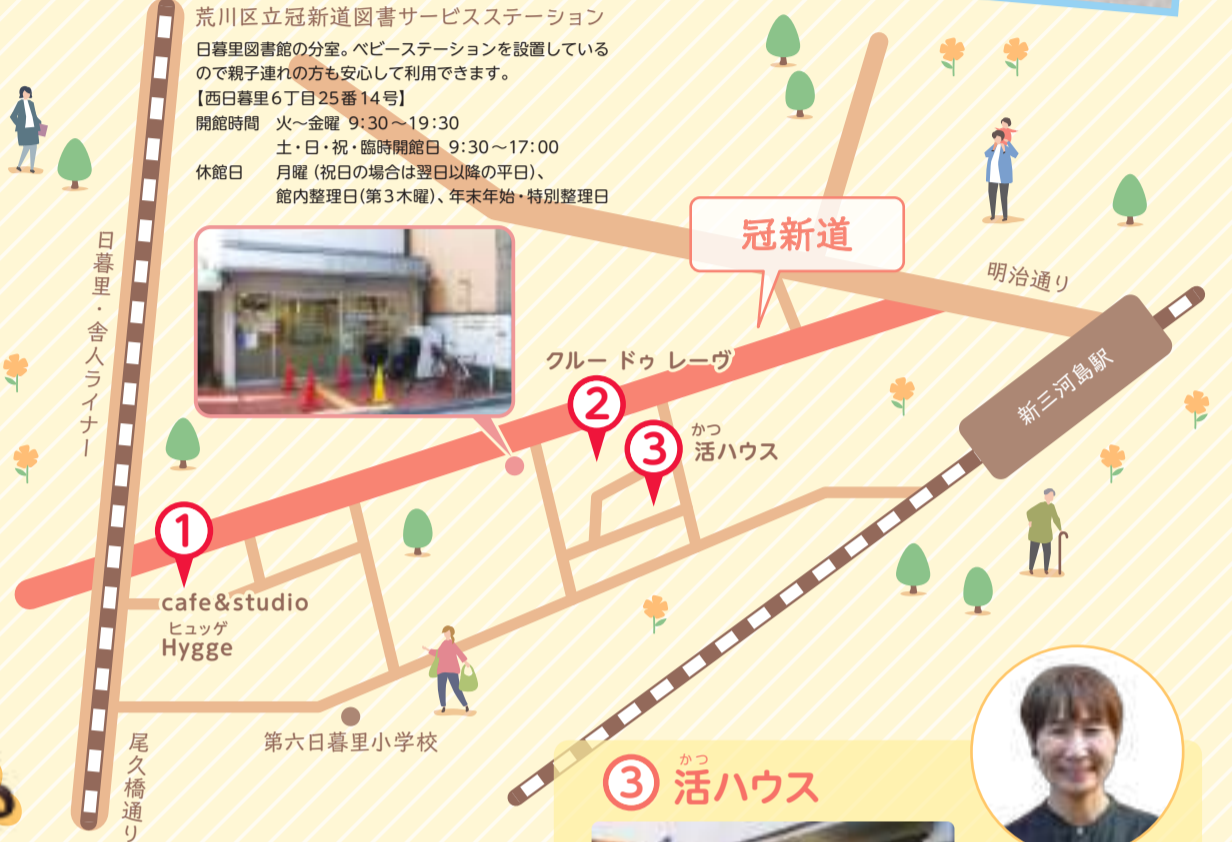 荒川区立冠新道図書サービスステーション
日暮里図書館の分室。ベビーステーションを設置している
ので親子連れの方も安心して利用できます。
【西日暮里6丁目25番14号】
開館時間 火～金曜 9:30～19:30
土・日・祝・臨時開館日 9:30～17:00
休館日 月曜（祝日の場合は翌日以降の平日）、
館内整理日(第3木曜)、年末年始・特別整理日
冠新道
明治通り
日暮里・舎人ライナー
新三河島駅
クルー ドゥ レーヴ
2
3
かつ
活ハウス
1
cafe&studio
ヒュッゲ
Hygge
第六日暮里小学校
尾久橋通り
かつ
3 活ハウス